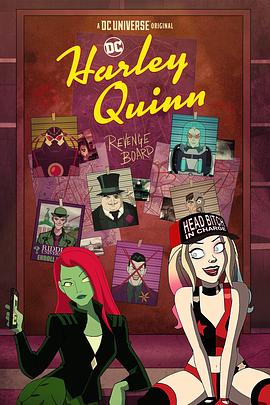 A DC UNIVERSE ORIGINAL
DC
Harley
Quinn
REVENGE
BOARD
HEAD BITCH
IN CHARGE